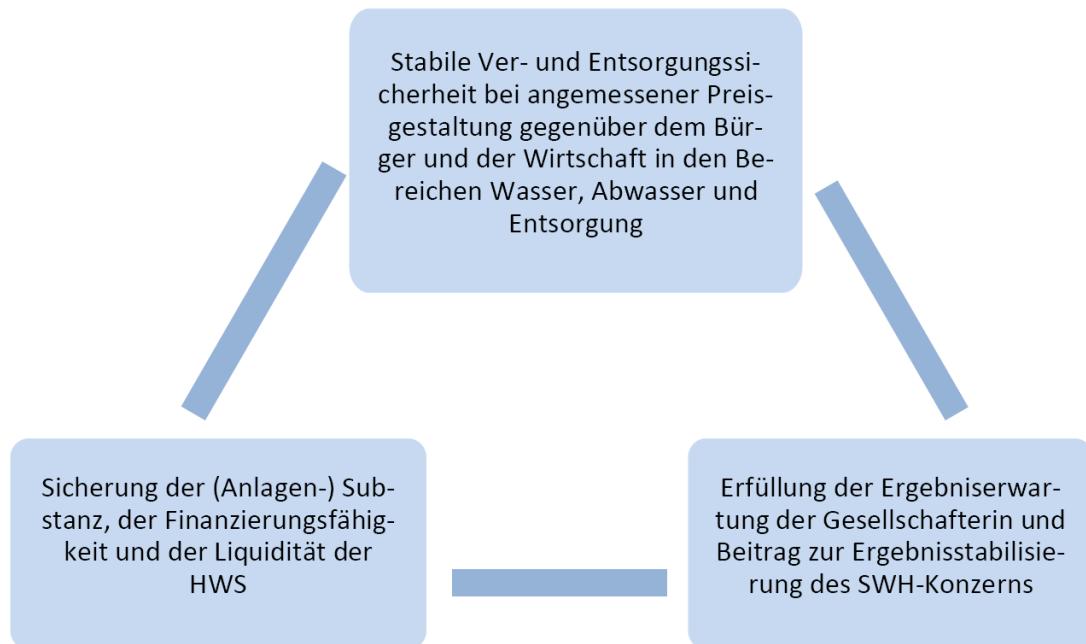 Stabile Ver- und Entsorgungssi-
cherheit bei angemessener Preis-
gestaltung gegenüber dem Bür-
ger und der Wirtschaft in den Be-
reichen Wasser, Abwasser und
Entsorgung
Sicherung der (Anlagen-) Sub-
stanz, der Finanzierungsfähig-
keit und der Liquidität der
HWS
Erfüllung der Ergebniserwar-
tung der Gesellschafterin und
Beitrag zur Ergebnisstabilisie-
rung des SWH-Konzerns